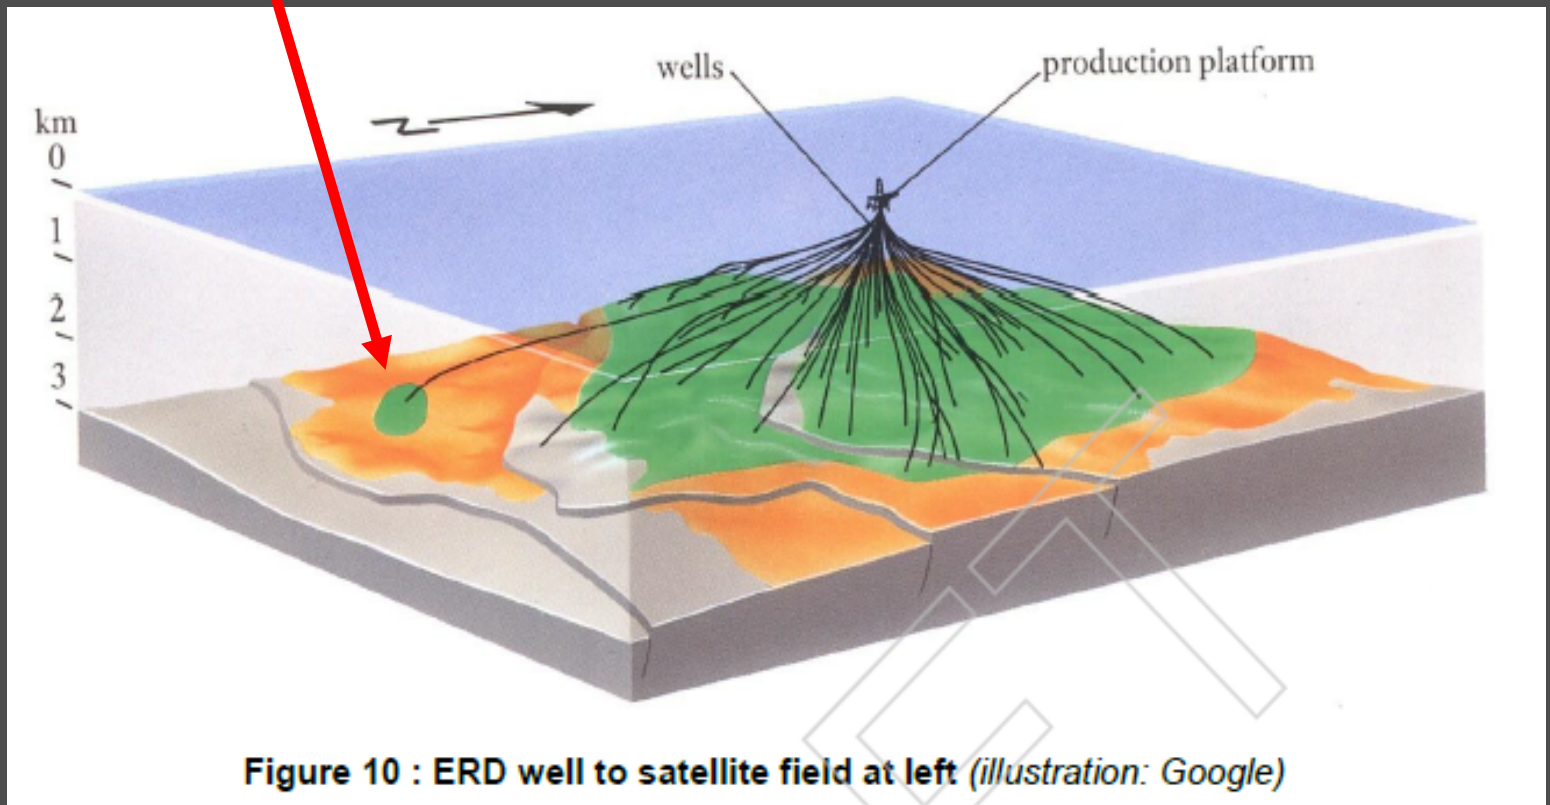 wells
production platform
km
0
1
2
3
Figure 10 : ERD well to satellite field at left (illustration: Google)